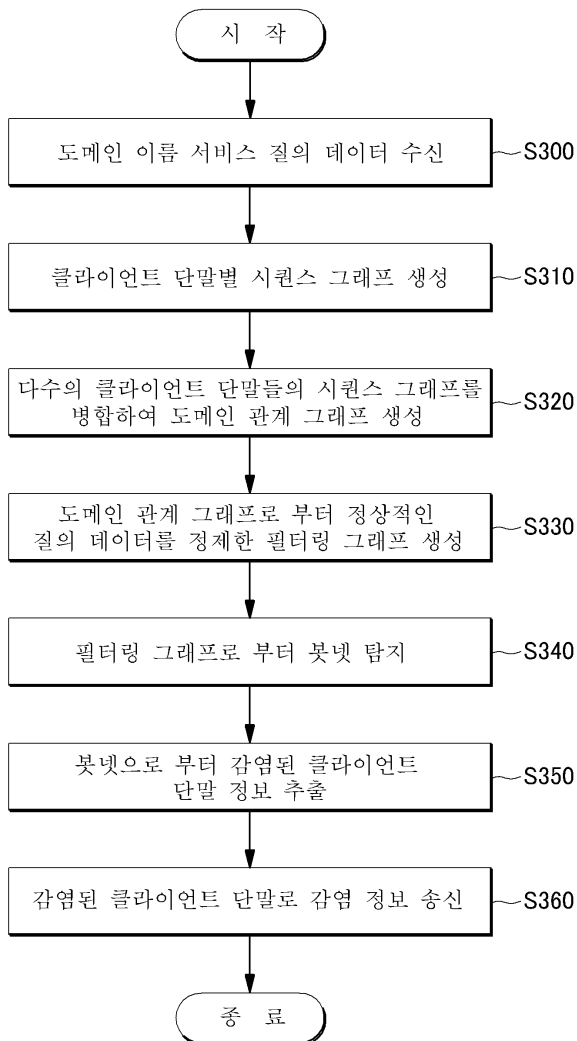 시 작
도메인 이름 서비스 질의 데이터 수신
S300
클라이언트 단말별 시퀀스 그래프 생성
S310
다수의 클라이언트 단말들의 시퀀스 그래프를
병합하여 도메인 관계 그래프 생성
S320
도메인 관계 그래프로 부터 정상적인
질의 데이터를 정제한 필터링 그래프 생성
S330
필터링 그래프로 부터 봇넷 탐지
S340
봇넷으로 부터 감염된 클라이언트
단말 정보 추출
S350
감염된 클라이언트 단말로 감염 정보 송신
S360
종 료